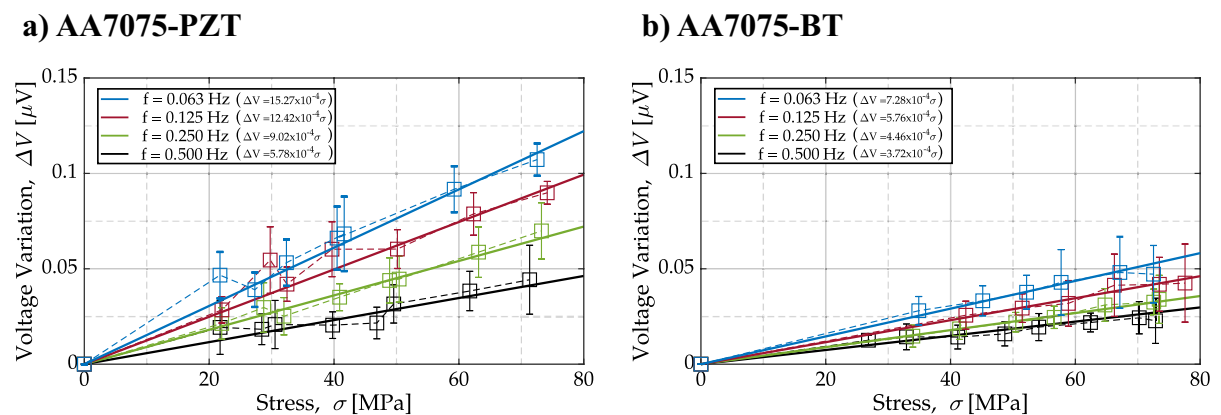 a) AA7075-PZT
0.15
0.1
0.05
0
Voltage Variation, ΔV [μV]
f = 0.063 Hz (ΔV =15.27x10⁻⁴σ)
f = 0.125 Hz (ΔV =12.42x10⁻⁴σ)
f = 0.250 Hz (ΔV =9.02x10⁻⁴σ)
f = 0.500 Hz (ΔV =5.78x10⁻⁴σ)
0 20 40 60 80
Stress, σ [MPa]
b) AA7075-BT
0.15
0.1
0.05
0
Voltage Variation, ΔV [μV]
f = 0.063 Hz (ΔV =7.28x10⁻⁴σ)
f = 0.125 Hz (ΔV =5.76x10⁻⁴σ)
f = 0.250 Hz (ΔV =4.46x10⁻⁴σ)
f = 0.500 Hz (ΔV =3.72x10⁻⁴σ)
0 20 40 60 80
Stress, σ [MPa]